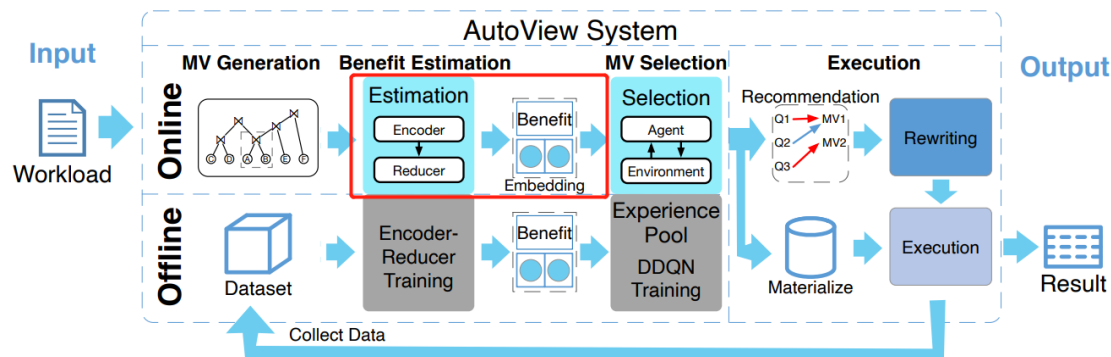 AutoView System
Input
Workload
Online
Offline
MV Generation
C D A B E F
Benefit Estimation
Estimation
Encoder
Reducer
Benefit
Embedding
MV Selection
Selection
Agent
Environment
Execution
Recommendation
Q1 MV1
Q2 MV2
Q3
Rewriting
Output
Dataset
Encoder-
Reducer
Training
Benefit
Experience
Pool
DDQN
Training
Materialize
Execution
Result
Collect Data